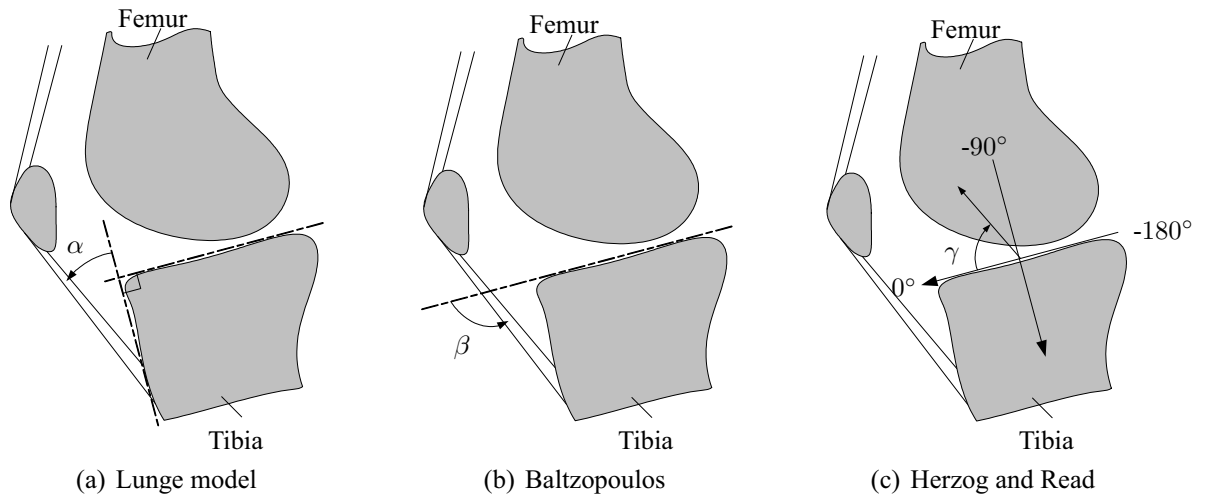 Femur
α
Tibia
(a) Lunge model
Femur
β
Tibia
(b) Baltzopoulos
Femur
-90°
-180°
γ
0°
Tibia
(c) Herzog and Read